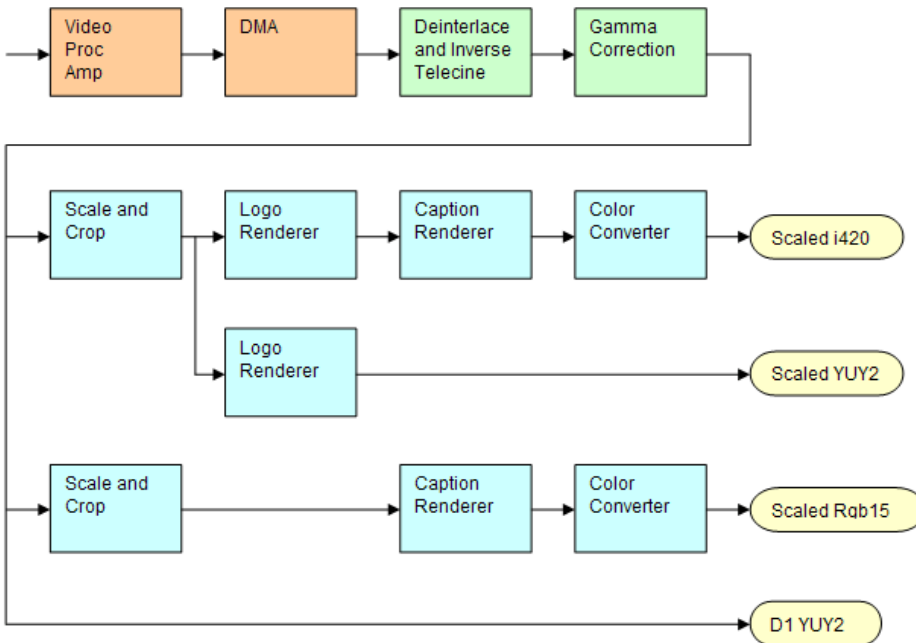 Video
Proc
Amp
DMA
Deinterlace
and Inverse
Telecine
Gamma
Correction
Scale and
Crop
Logo
Renderer
Caption
Renderer
Color
Converter
Scaled i420
Logo
Renderer
Scaled YUY2
Scale and
Crop
Caption
Renderer
Color
Converter
Scaled Rgb15
D1 YUY2